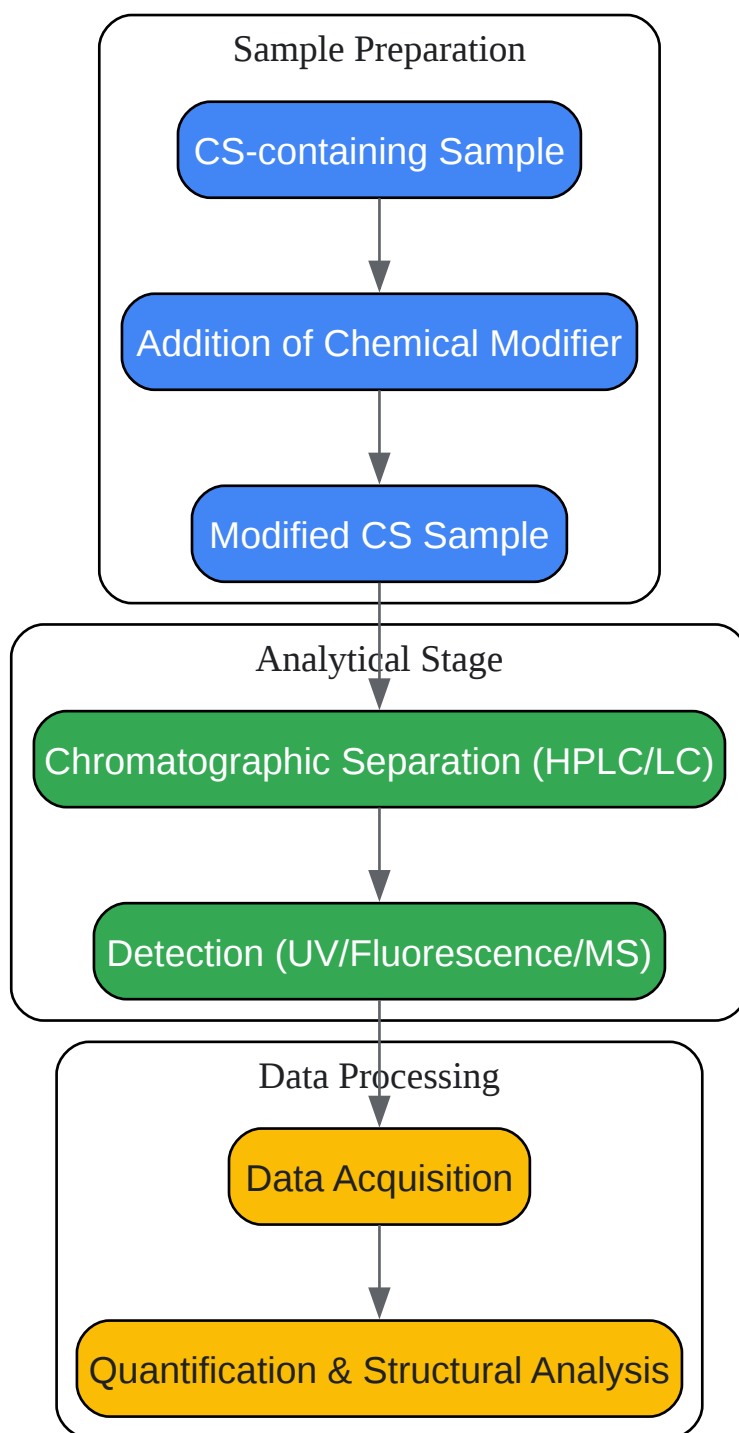 Sample Preparation
CS-containing Sample
Addition of Chemical Modifier
Modified CS Sample
Analytical Stage
Chromatographic Separation (HPLC/LC)
Detection (UV/Fluorescence/MS)
Data Processing
Data Acquisition
Quantification & Structural Analysis